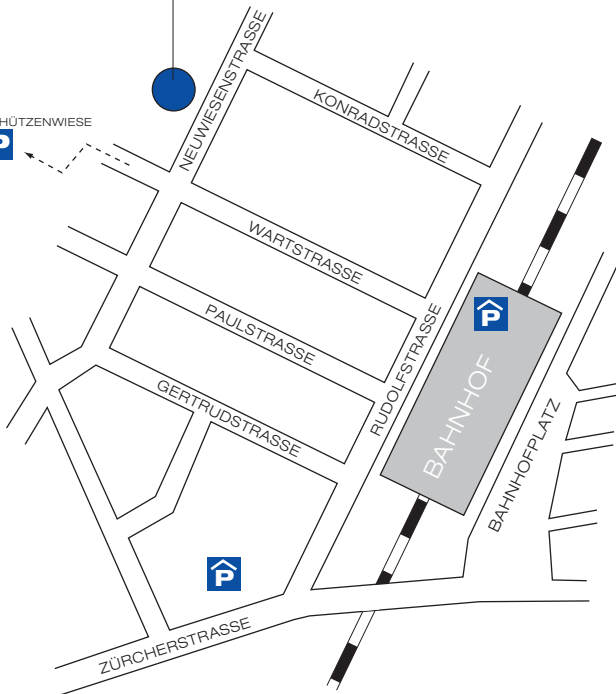 NEUWIESENSTRASSE
KONRADSTRASSE
HÜTZENWIESE
P
WARTSTRASSE
PAULSTRASSE
RUDOLFSTRASSE
P
BAHNHOF
GERTRUDSTRASSE
BAHNHOFPLATZ
P
ZÜRCHERSTRASSE